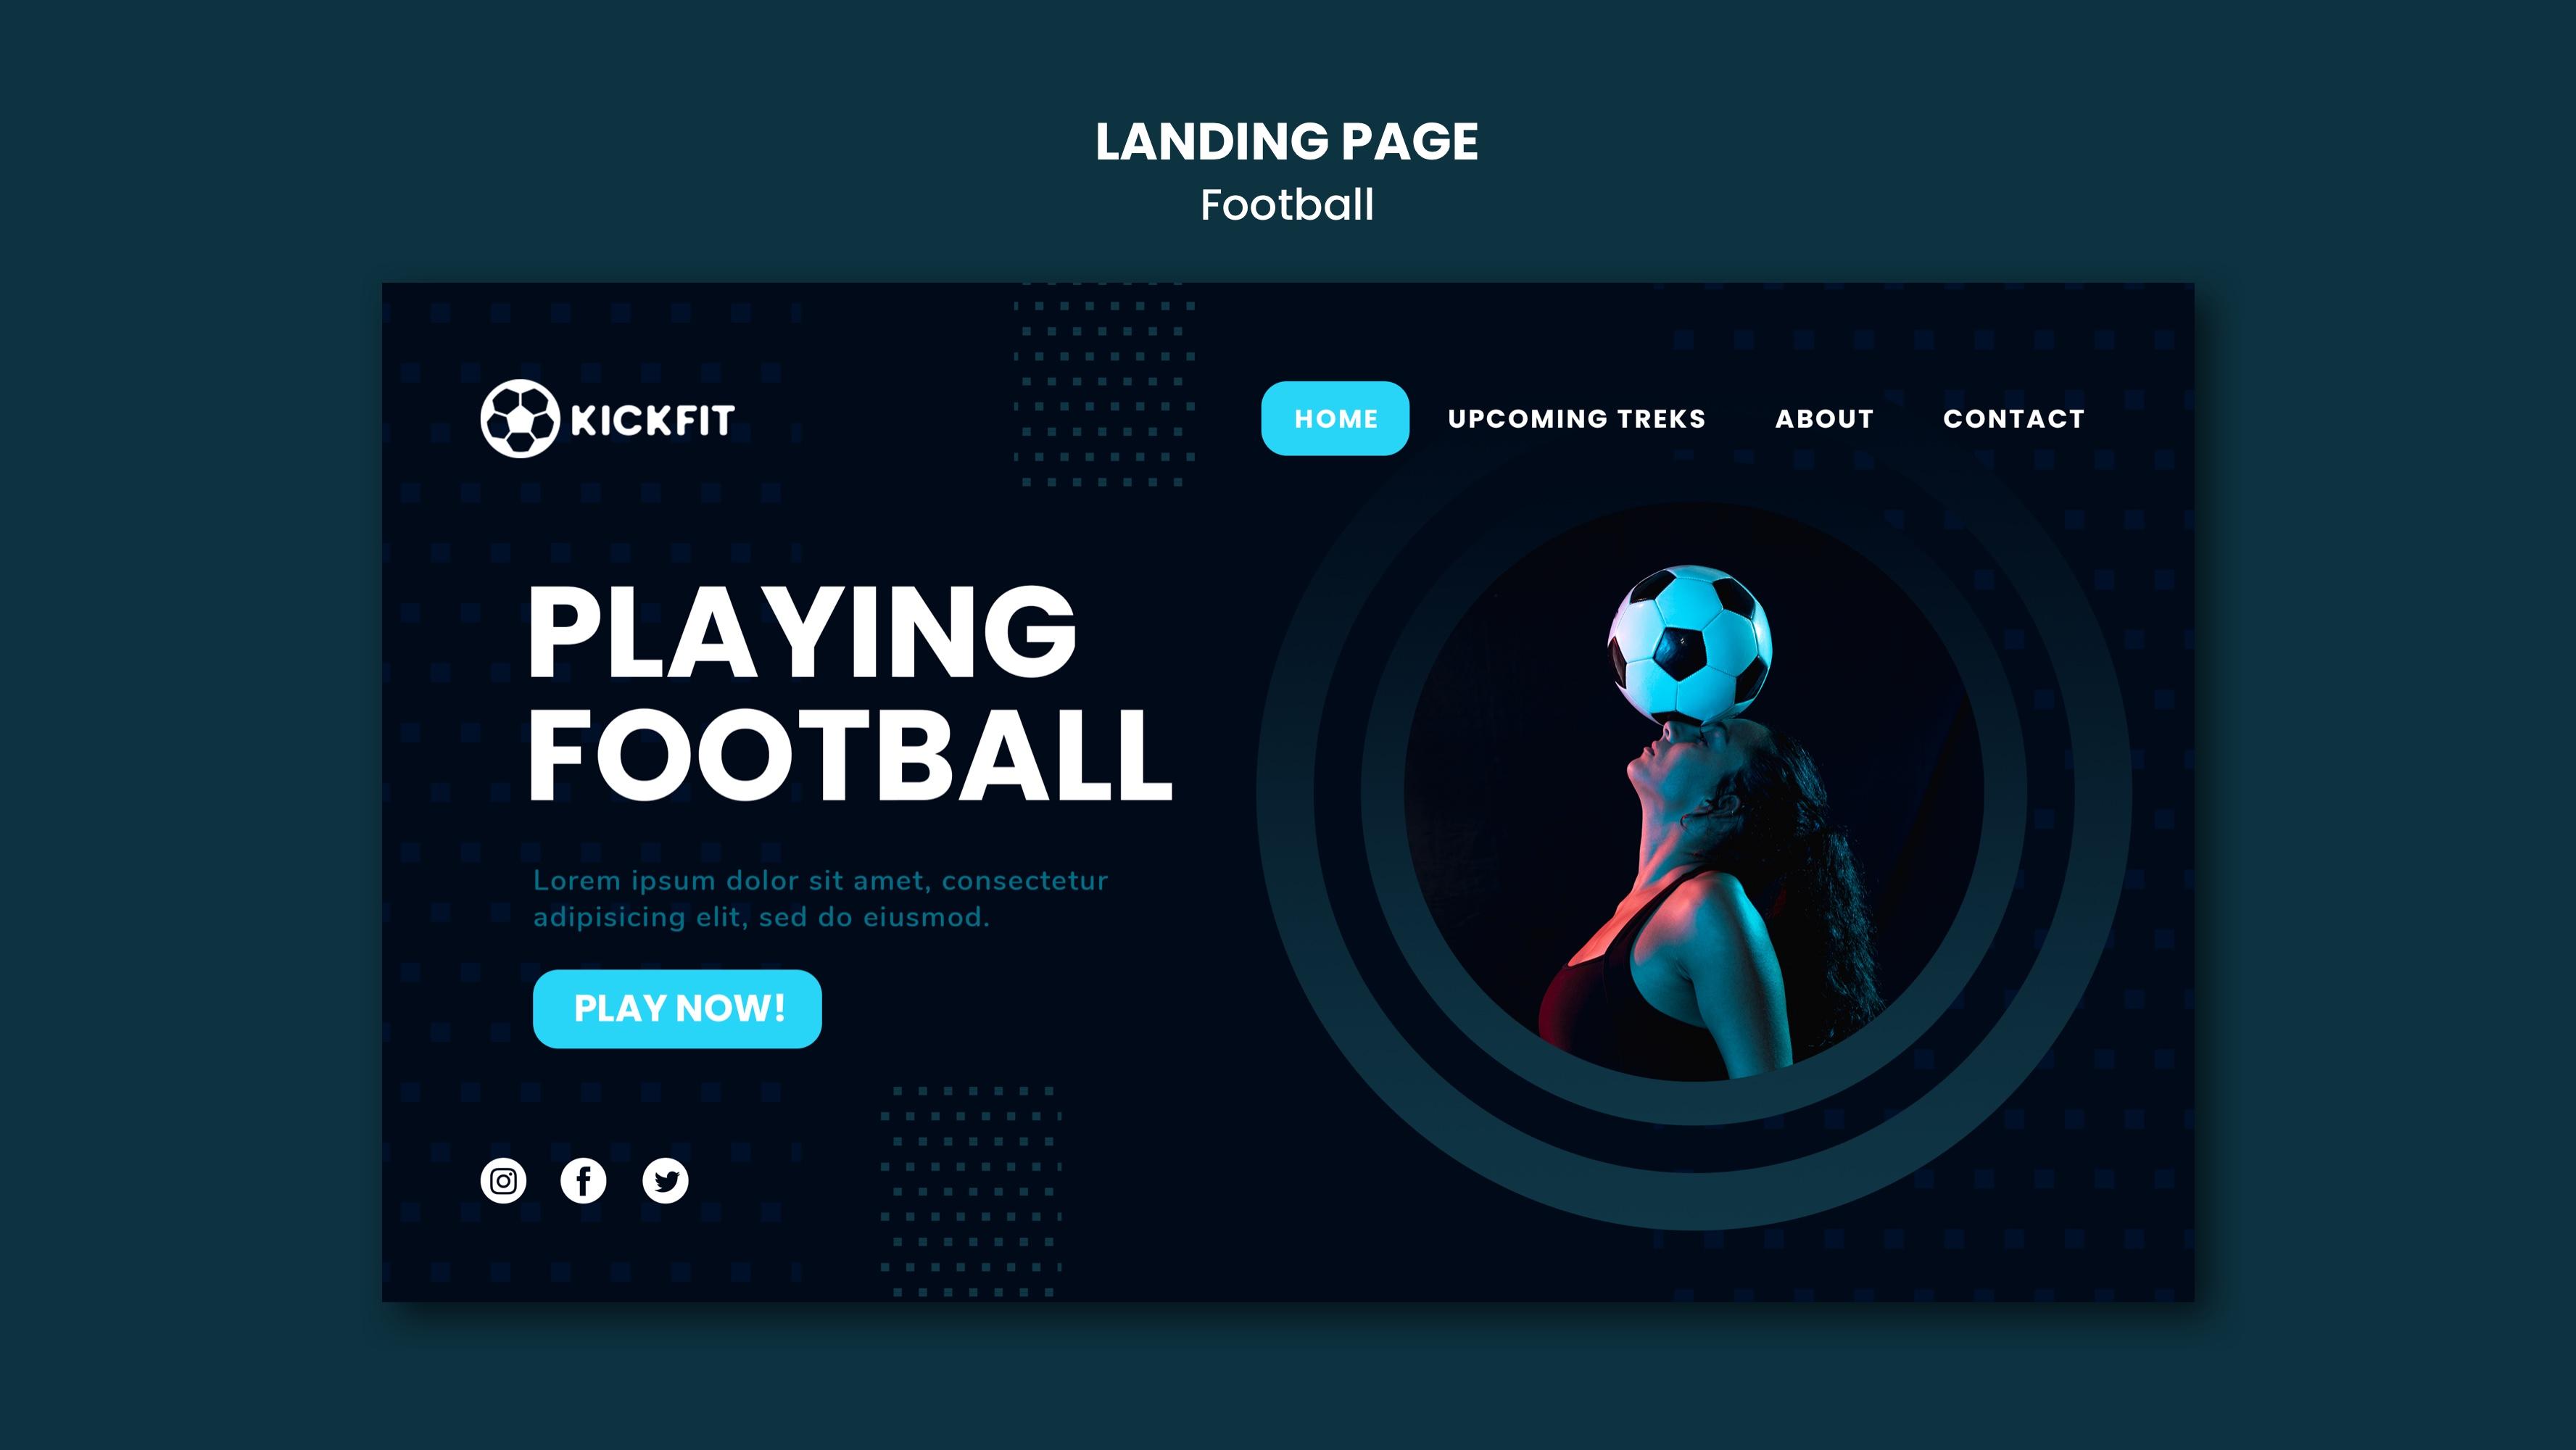 LANDING PAGE
Football
KICKFIT
HOME UPCOMING TREKS ABOUT CONTACT
PLAYING
FOOTBALL
Lorem ipsum dolor sit amet, consectetur
adipisicing elit, sed do eiusmod.
PLAY NOW!